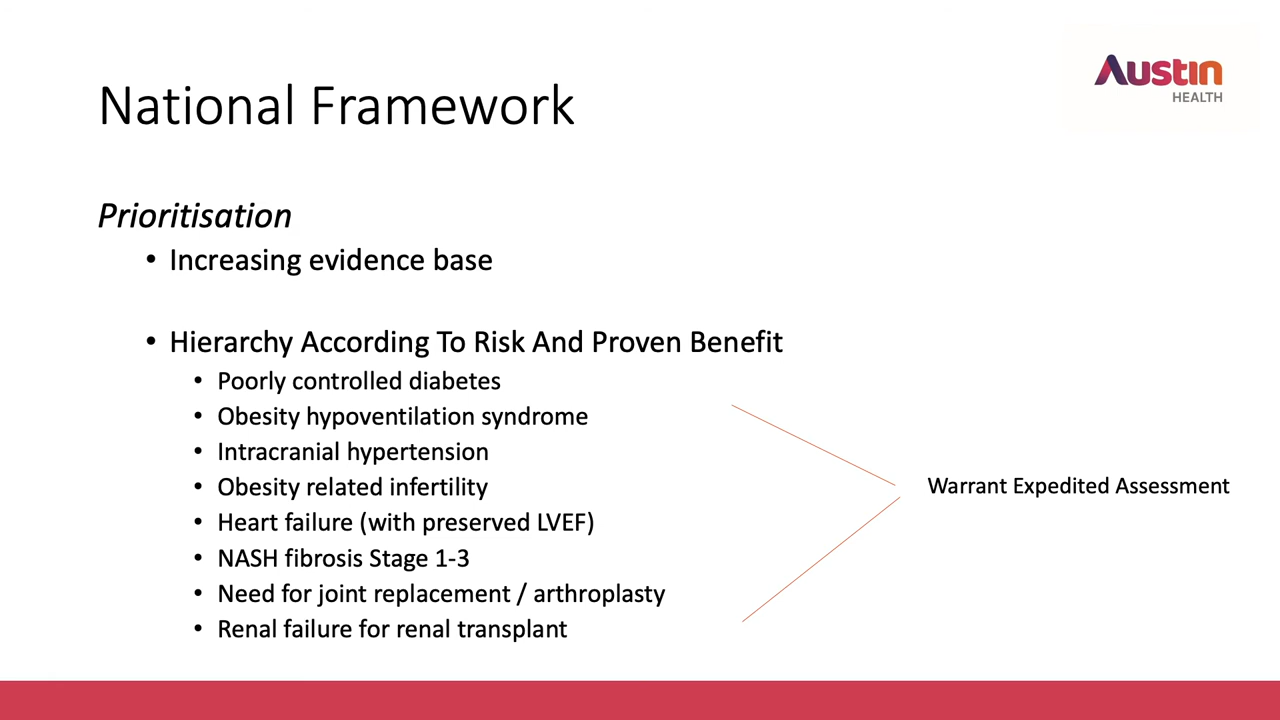 Austin
HEALTH
National Framework
Prioritisation
• Increasing evidence base
• Hierarchy According To Risk And Proven Benefit
• Poorly controlled diabetes
• Obesity hypoventilation syndrome
• Intracranial hypertension
• Obesity related infertility
• Heart failure (with preserved LVEF)
• NASH fibrosis Stage 1-3
• Need for joint replacement / arthroplasty
• Renal failure for renal transplant
Warrant Expedited Assessment